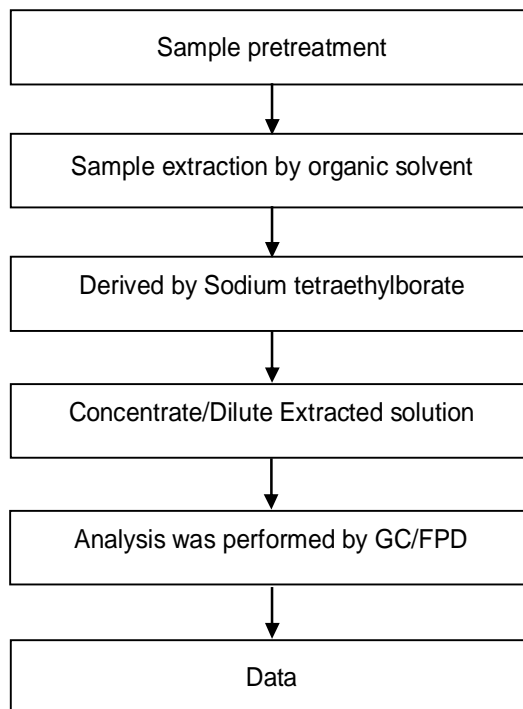 Sample pretreatment
Sample extraction by organic solvent
Derived by Sodium tetraethylborate
Concentrate/Dilute Extracted solution
Analysis was performed by GC/FPD
Data